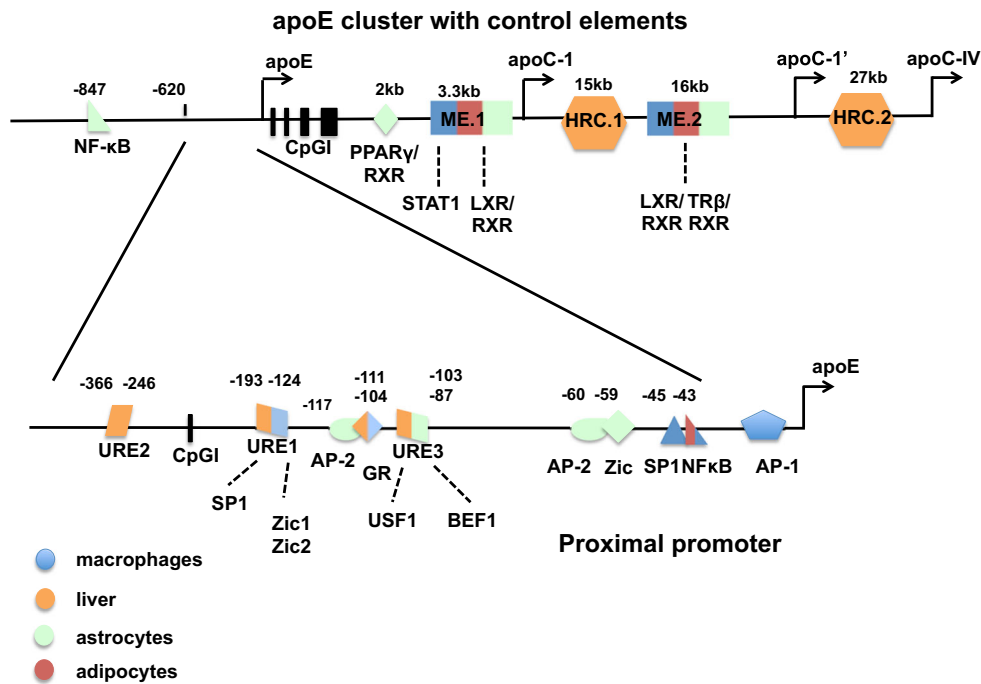 apoE cluster with control elements
-847
-620
apoE
2kb
3.3kb
apoC-1
15kb
16kb
apoC-1’
27kb
apoC-IV
NF-κB
CpGI
PPARγ/
RXR
ME.1
HRC.1
ME.2
HRC.2
STAT1
LXR/
RXR
LXR/ TRβ/
RXR RXR
-366 -246
-193 -124
-117
-111
-104
-103
-87
-60 -59
-45 -43
apoE
URE2
CpGI
URE1
AP-2
GR
URE3
AP-2
Zic
SP1
NFκB
AP-1
SP1
Zic1
Zic2
USF1
BEF1
Proximal promoter
macrophages
liver
astrocytes
adipocytes